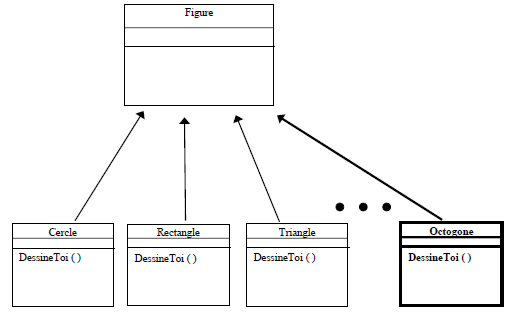 Figure
Cercle
Rectangle
Triangle
Octogone
DessineToi ( )
DessineToi ( )
DessineToi ( )
DessineToi ( )